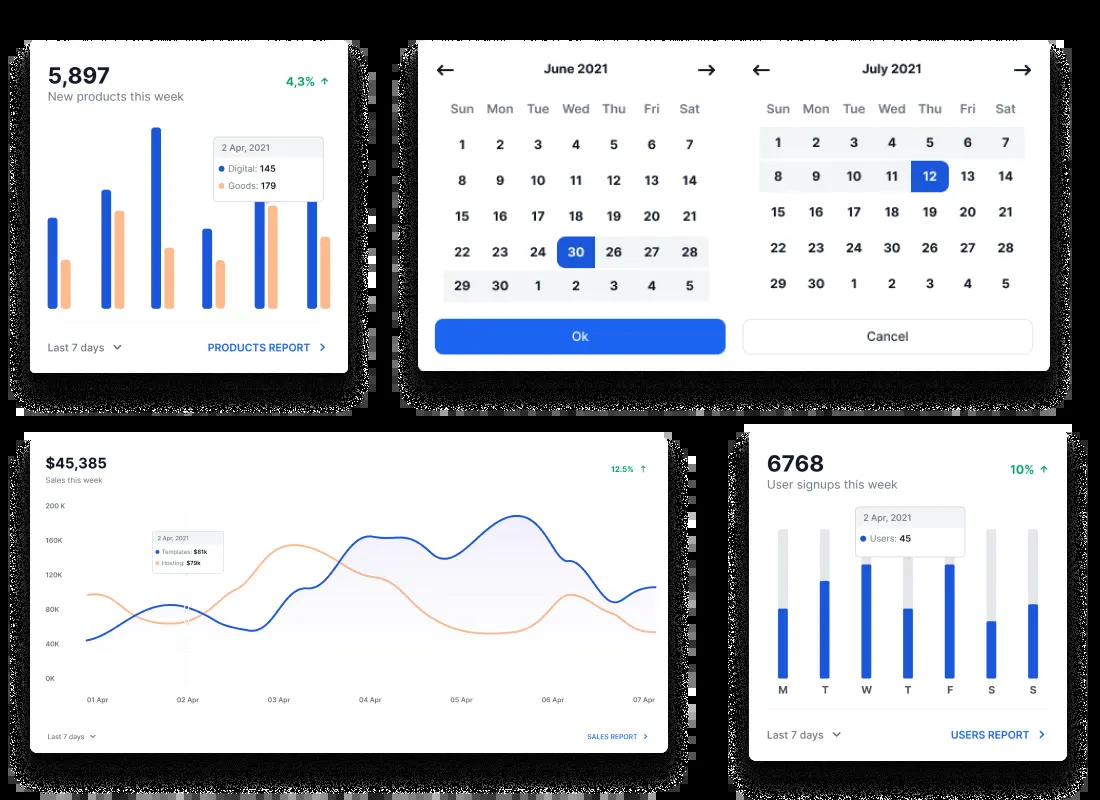 5,897
4,3% ↑
New products this week
2 Apr, 2021
Digital: 145
Goods: 179
Last 7 days
PRODUCTS REPORT
June 2021
Sun Mon Tue Wed Thu Fri Sat
1 2 3 4 5 6 7
8 9 10 11 12 13 14
15 16 17 18 19 20 21
22 23 24 30 26 27 28
29 30 1 2 3 4 5
July 2021
Sun Mon Tue Wed Thu Fri Sat
1 2 3 4 5 6 7
8 9 10 11 12 13 14
15 16 17 18 19 20 21
22 23 24 30 26 27 28
29 30 1 2 3 4 5
Ok
Cancel
$45,385
12.5% ↑
Sales this week
200 K
160K
120K
80K
40K
0K
2 Apr, 2021
Templates: $81k
Hosting: $79k
01 Apr 02 Apr 03 Apr 04 Apr 05 Apr 06 Apr 07 Apr
Last 7 days
SALES REPORT
6768
10% ↑
User signups this week
2 Apr, 2021
Users: 45
M T W T F S S
Last 7 days
USERS REPORT